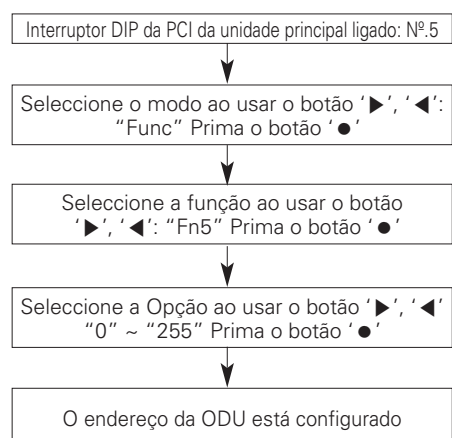 Interruptor DIP da PCI da unidade principal ligado: Nº.5
Seleccione o modo ao usar o botão ‘▶’, ‘◀’:
“Func” Prima o botão ‘●’
Seleccione a função ao usar o botão
‘▶’, ‘◀’: “Fn5” Prima o botão ‘●’
Seleccione a Opção ao usar o botão ‘▶’, ‘◀’
“0” ~ “255” Prima o botão ‘●’
O endereço da ODU está configurado